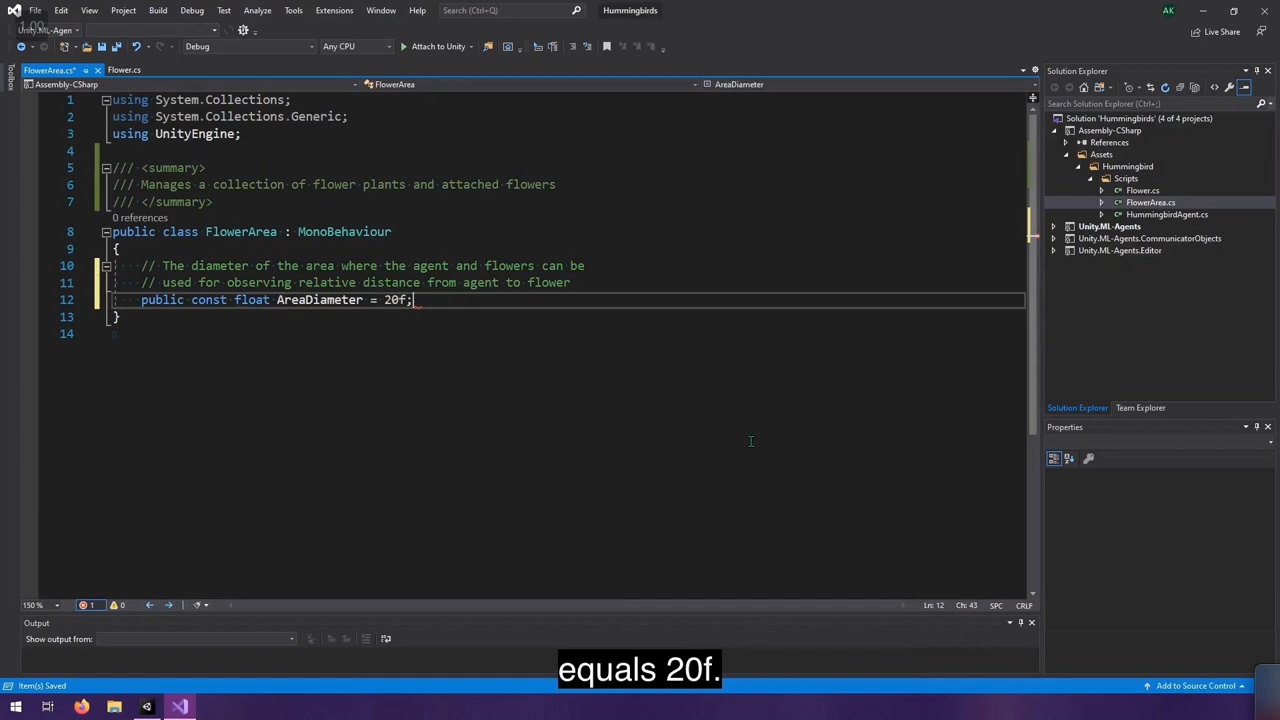 File Edit View Project Build Debug Test Analyze Tools Extensions Window Help Search (Ctrl+Q) Hummingbirds AK
1.00
Unity.ML-Agen
Live Share
Debug Any CPU Attach to Unity
Toolbox
FlowerArea.cs* Flower.cs
Assembly-CSharp FlowerArea AreaDiameter
1 using System.Collections;
2 using System.Collections.Generic;
3 using UnityEngine;
4
5 /// <summary>
6 /// Manages a collection of flower plants and attached flowers
7 /// </summary>
0 references
8 public class FlowerArea : MonoBehaviour
9 {
10 // The diameter of the area where the agent and flowers can be
11 // used for observing relative distance from agent to flower
12 public const float AreaDiameter = 20f;
13 }
14
150 % 1 0 Ln: 12 Ch: 43 SPC CRLF
Solution Explorer
Search Solution Explorer (Ctrl+;)
Solution 'Hummingbirds' (4 of 4 projects)
Assembly-CSharp
References
Assets
Hummingbird
Scripts
Flower.cs
FlowerArea.cs
HummingbirdAgent.cs
Unity.ML-Agents
Unity.ML-Agents.CommunicatorObjects
Unity.ML-Agents.Editor
Solution Explorer Team Explorer
Properties
Output
Show output from:
equals 20f.
Item(s) Saved Add to Source Control